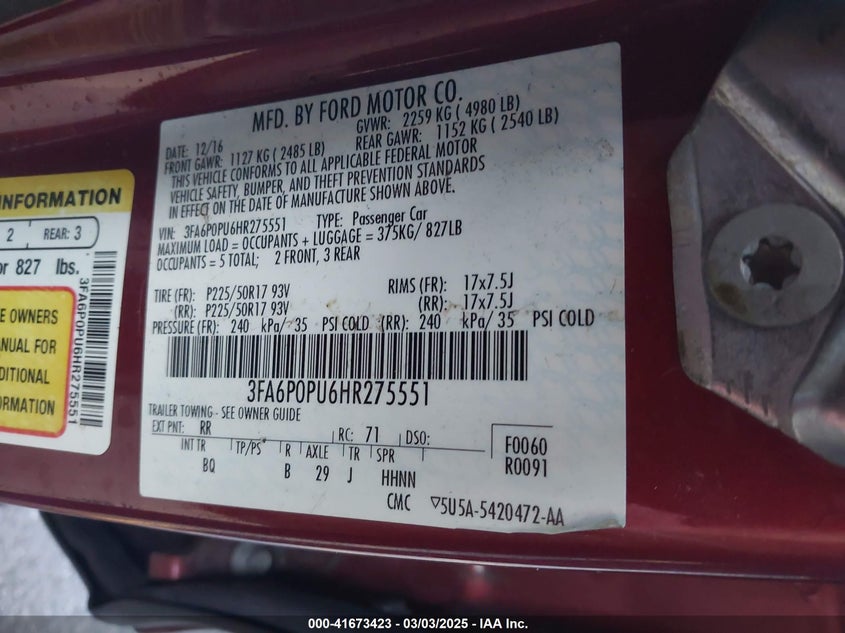 INFORMATION
2 REAR: 3
or 827 lbs.
E OWNERS
ANUAL FOR
DITIONAL
ORMATION
3FA6P0PU6HR275551
MFD. BY FORD MOTOR CO.
DATE: 12/16 GVWR: 2259 KG ( 4980 LB)
FRONT GAWR: 1127 KG ( 2485 LB) REAR GAWR: 1152 KG ( 2540 LB)
THIS VEHICLE CONFORMS TO ALL APPLICABLE FEDERAL MOTOR
VEHICLE SAFETY, BUMPER, AND THEFT PREVENTION STANDARDS
IN EFFECT ON THE DATE OF MANUFACTURE SHOWN ABOVE.
VIN: 3FA6P0PU6HR275551 TYPE: Passenger Car
MAXIMUM LOAD = OCCUPANTS + LUGGAGE = 375KG/ 827LB
OCCUPANTS = 5 TOTAL; 2 FRONT, 3 REAR
TIRE (FR): P225/50R17 93V RIMS (FR): 17x7.5J
(RR): P225/50R17 93V (RR): 17x7.5J
PRESSURE (FR): 240 kPa/ 35 PSI COLD (RR): 240 kPa/ 35 PSI COLD
3FA6P0PU6HR275551
TRAILER TOWING - SEE OWNER GUIDE
EXT PNT: RR RC: 71 DSO: F0060
INT TR TP/PS R AXLE TR SPR R0091
BQ B 29 J HHNN
CMC ▽5U5A-5420472-AA
000-41673423 - 03/03/2025 - IAA Inc.